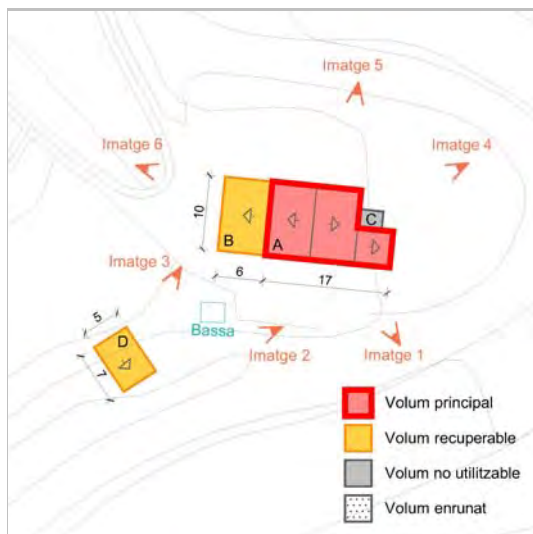 Imatge 5
Imatge 6
Imatge 4
10
B
A
C
Imatge 3
6
17
5
D
7
Bassa
Imatge 2
Imatge 1
Volum principal
Volum recuperable
Volum no utilitzable
Volum enrunat